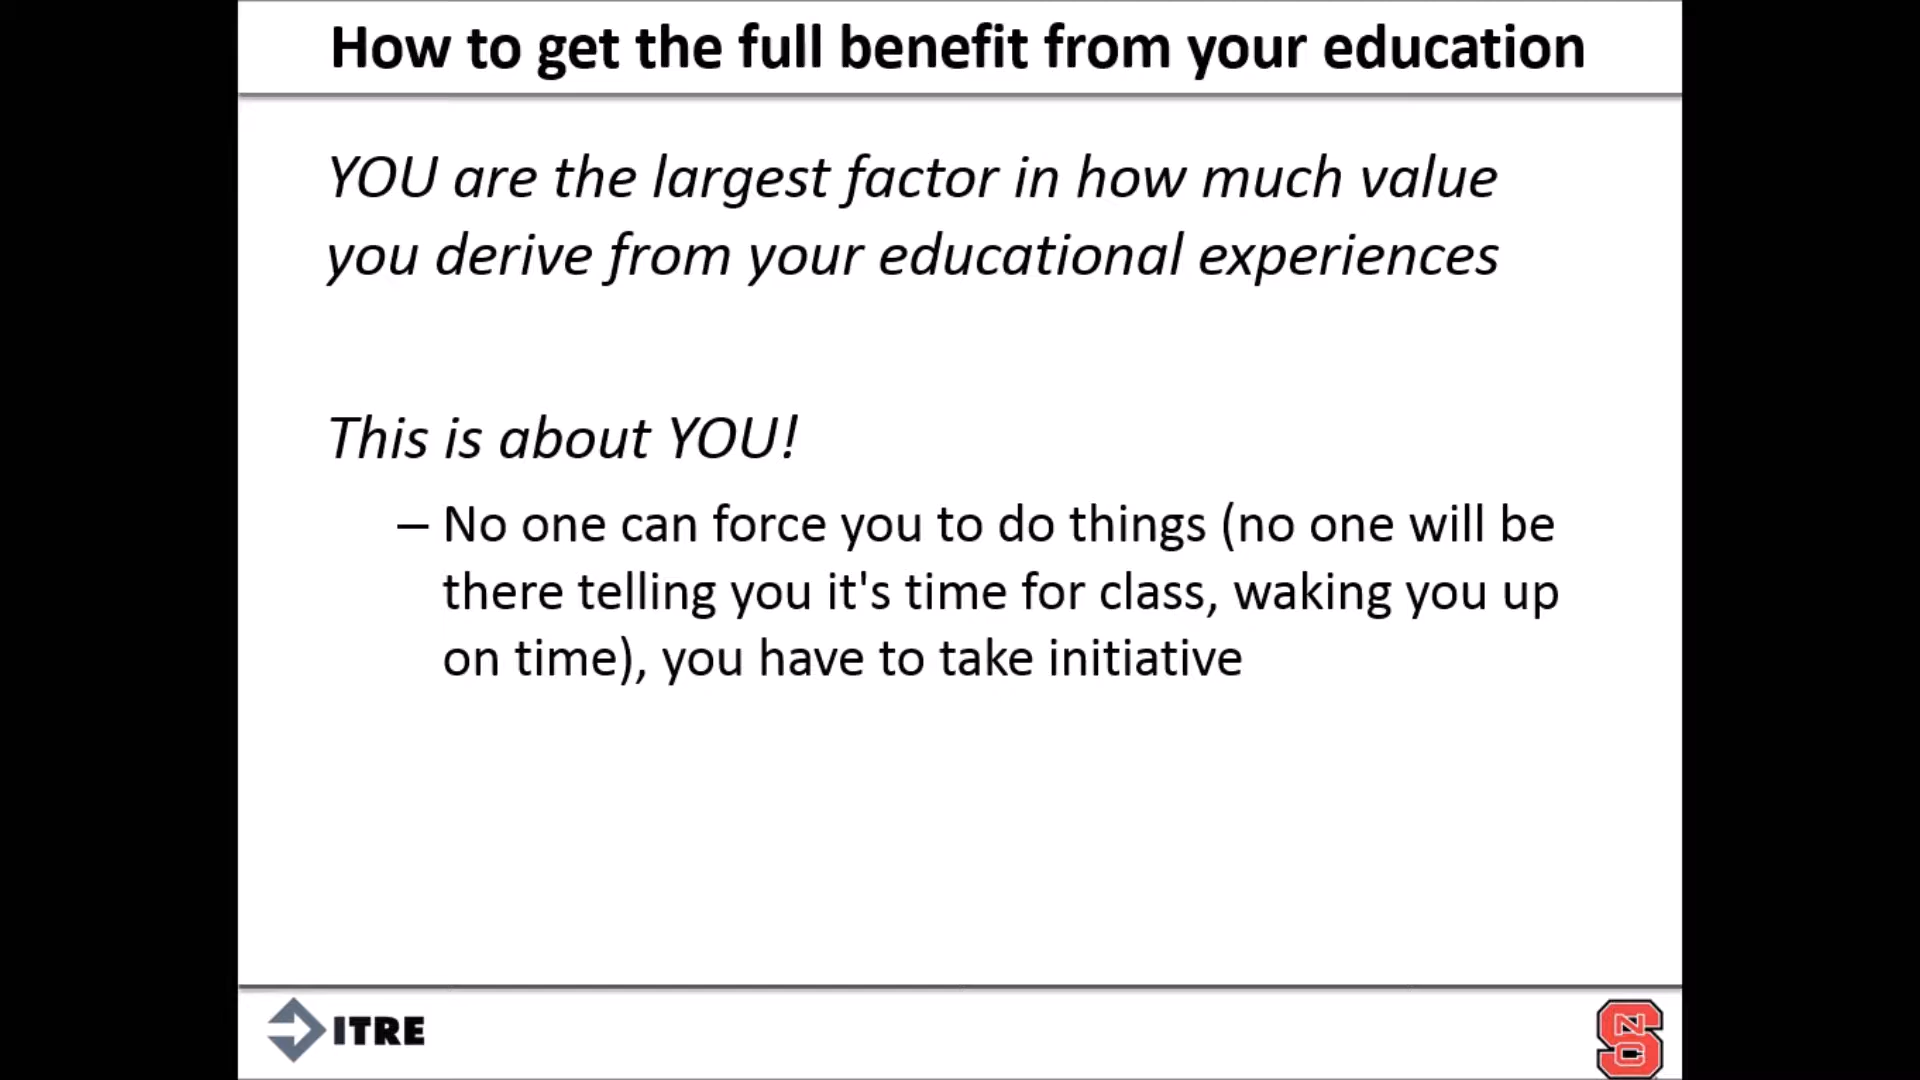 How to get the full benefit from your education
YOU are the largest factor in how much value
you derive from your educational experiences
This is about YOU!
– No one can force you to do things (no one will be
there telling you it's time for class, waking you up
on time), you have to take initiative
ITRE
NCS